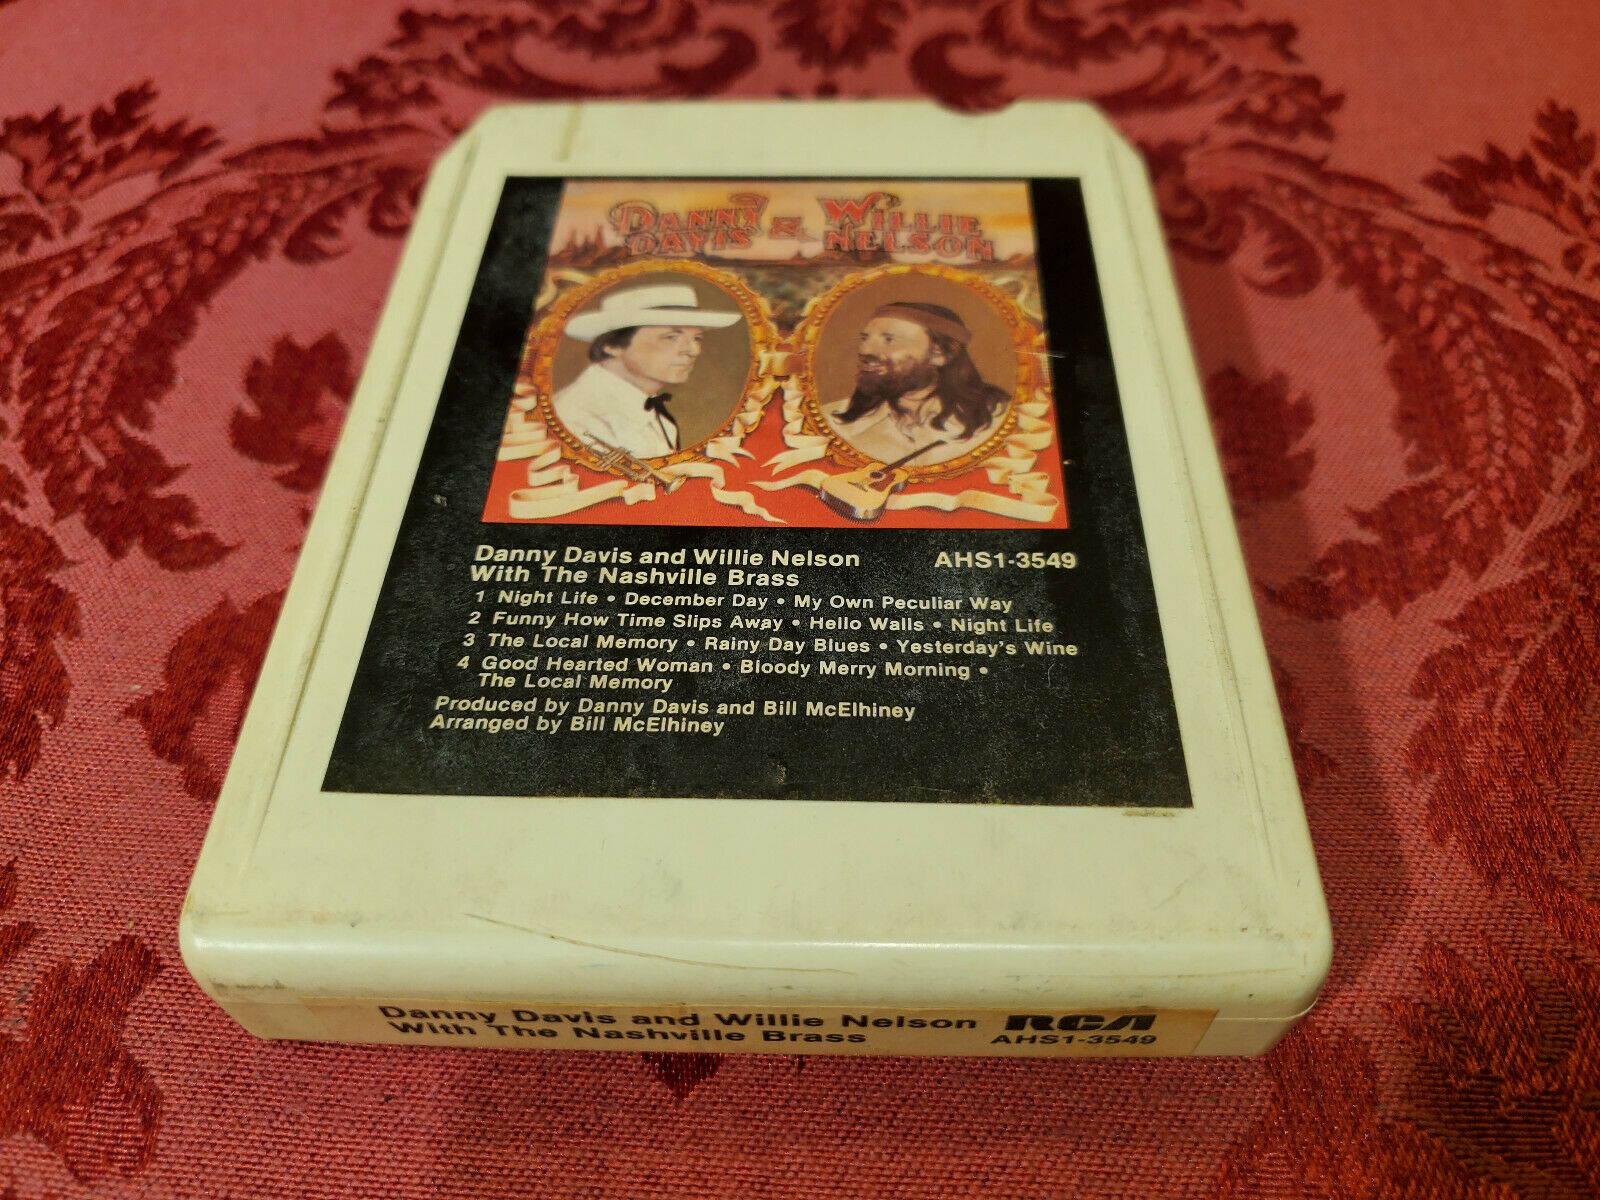 DANNY DAVIS & WILLIE NELSON
Danny Davis and Willie Nelson AHS1-3549
With The Nashville Brass
1 Night Life • December Day • My Own Peculiar Way
2 Funny How Time Slips Away • Hello Walls • Night Life
3 The Local Memory • Rainy Day Blues • Yesterday's Wine
4 Good Hearted Woman • Bloody Merry Morning •
The Local Memory
Produced by Danny Davis and Bill McElhiney
Arranged by Bill McElhiney
Danny Davis and Willie Nelson RCA
With The Nashville Brass AHS1-3549